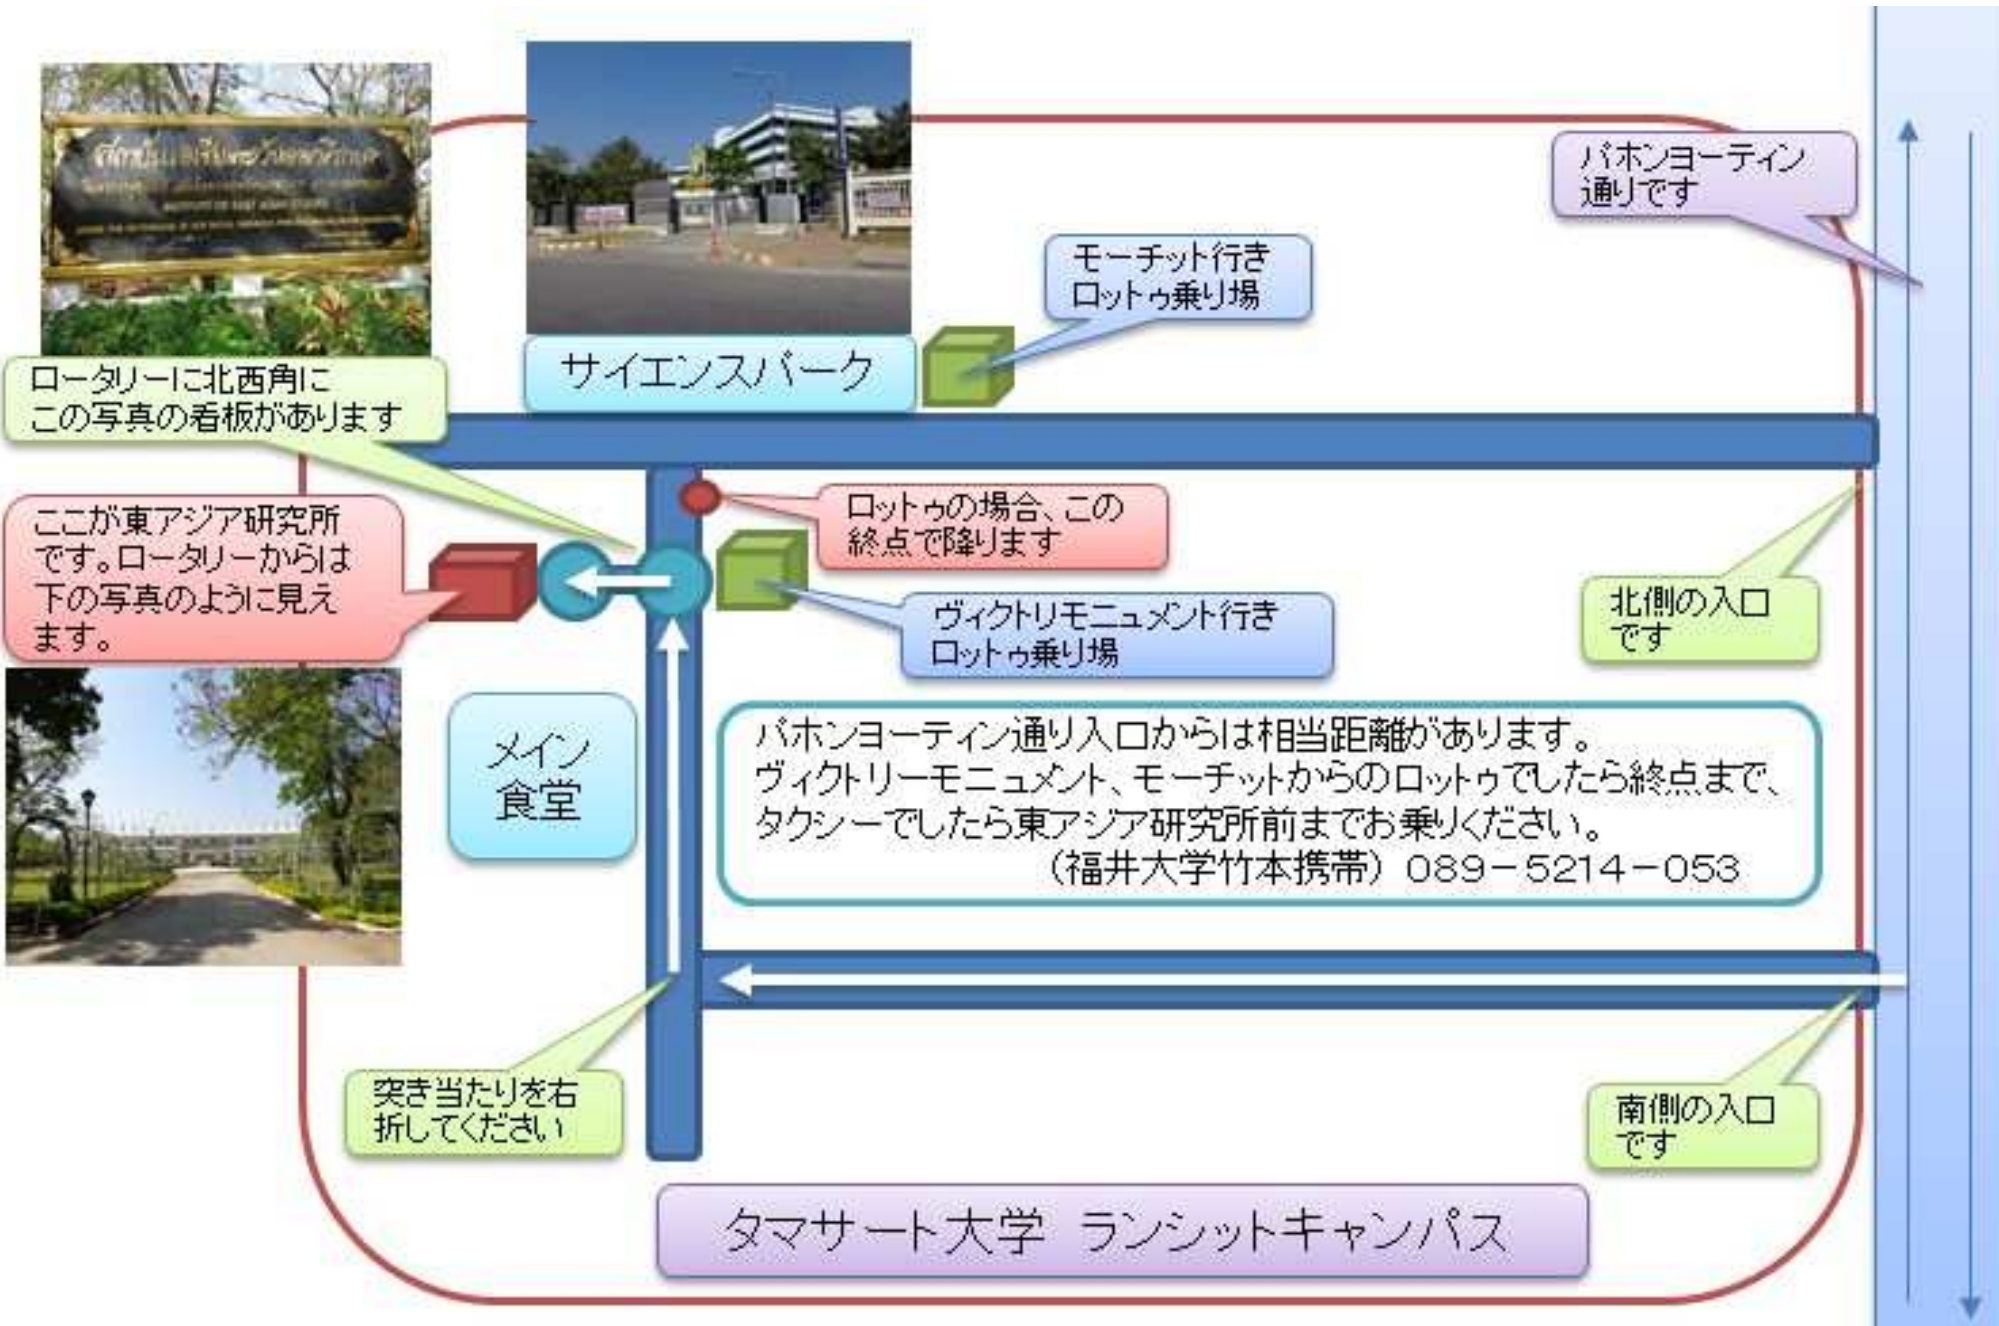 パホンヨーティン
通りです
モーチット行き
ロットゥ乗り場
サイエンスパーク
ロータリーに北西角に
この写真の看板があります
ここが東アジア研究所
です。ロータリーからは
下の写真のように見え
ます。
ロットゥの場合、この
終点で降ります
ヴィクトリモニュメント行き
ロットゥ乗り場
北側の入口
です
メイン
食堂
パホンヨーティン通り入口からは相当距離があります。
ヴィクトリーモニュメント、モーチットからのロットゥでしたら終点まで、
タクシーでしたら東アジア研究所前までお乗りください。
（福井大学竹本携帯）089－5214－053
突き当たりを右
折してください
南側の入口
です
タマサート大学 ランシットキャンパス